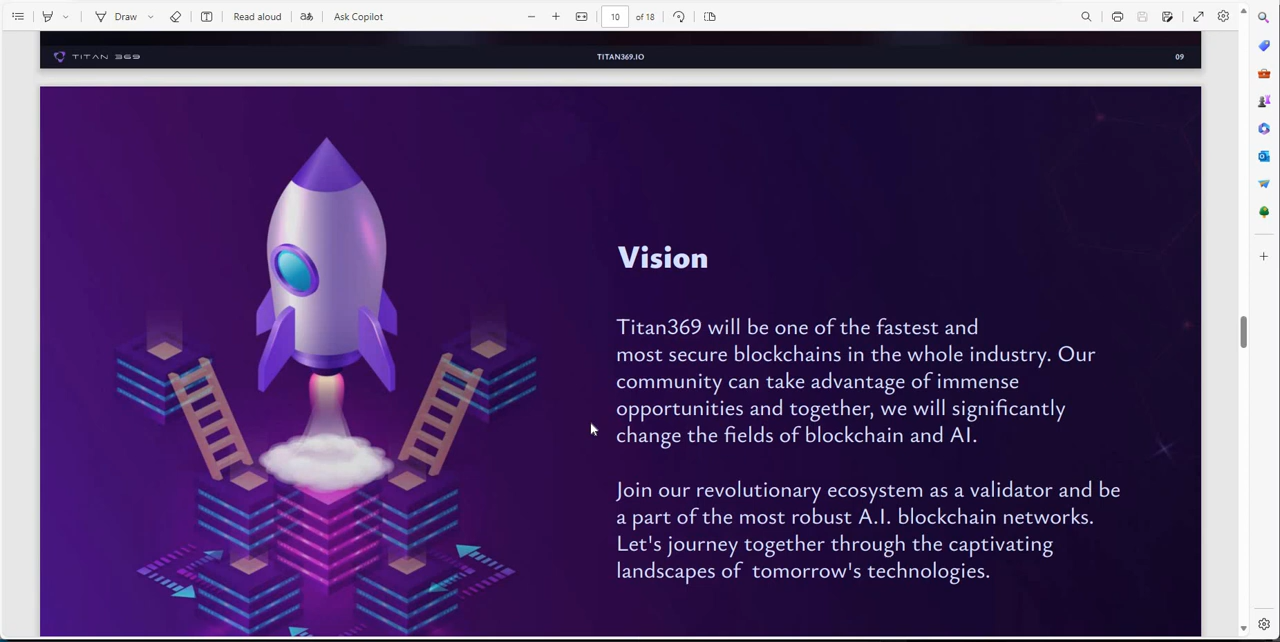 Draw
Read aloud
aあ
Ask Copilot
10 of 18
TITAN 369
TITAN369.IO
09
Vision
Titan369 will be one of the fastest and
most secure blockchains in the whole industry. Our
community can take advantage of immense
opportunities and together, we will significantly
change the fields of blockchain and AI.
Join our revolutionary ecosystem as a validator and be
a part of the most robust A.I. blockchain networks.
Let's journey together through the captivating
landscapes of tomorrow's technologies.